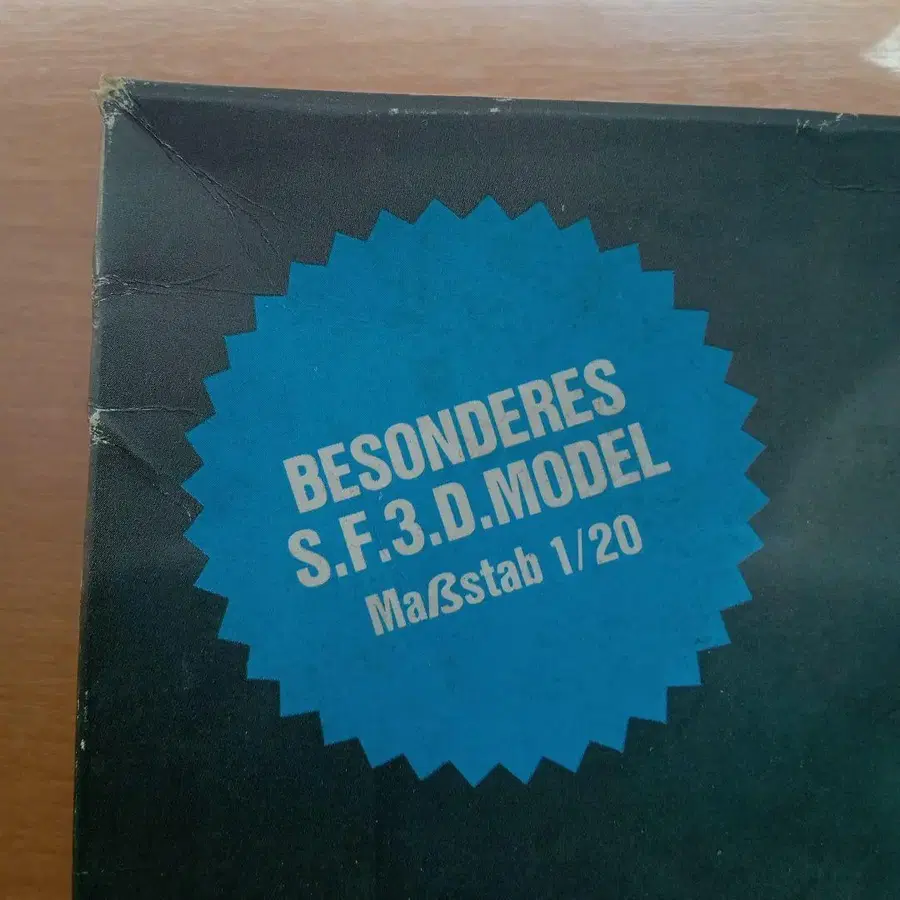 BESONDERES
S.F.3.D.MODEL
Maßstab 1/20